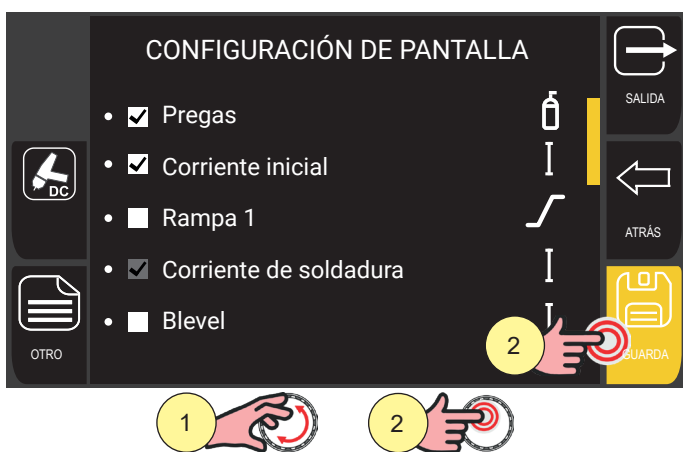 CONFIGURACIÓN DE PANTALLA
SALIDA
Pregas
Corriente inicial
DC
Rampa 1
ATRÁS
Corriente de soldadura
Blevel
OTRO
2
GUARDA
1
2